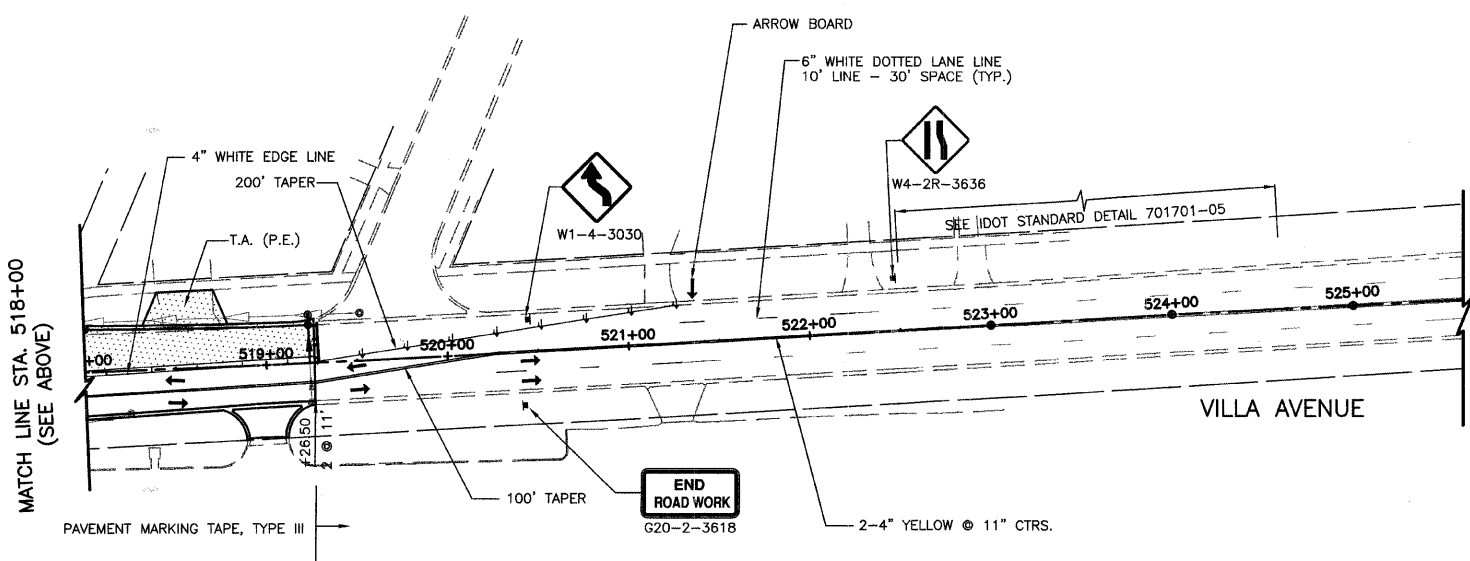 ARROW BOARD
6" WHITE DOTTED LANE LINE
10' LINE – 30' SPACE (TYP.)
4" WHITE EDGE LINE
200' TAPER
W1-4-3030
W4-2R-3636
SEE IDOT STANDARD DETAIL 701701-05
T.A. (P.E.)
MATCH LINE STA. 518+00
(SEE ABOVE)
+00
519+00
520+00
521+00
522+00
523+00
524+00
525+00
VILLA AVENUE
+26.50
2 @ 11'
END
ROAD WORK
G20-2-3618
100' TAPER
2-4" YELLOW @ 11" CTRS.
PAVEMENT MARKING TAPE, TYPE III